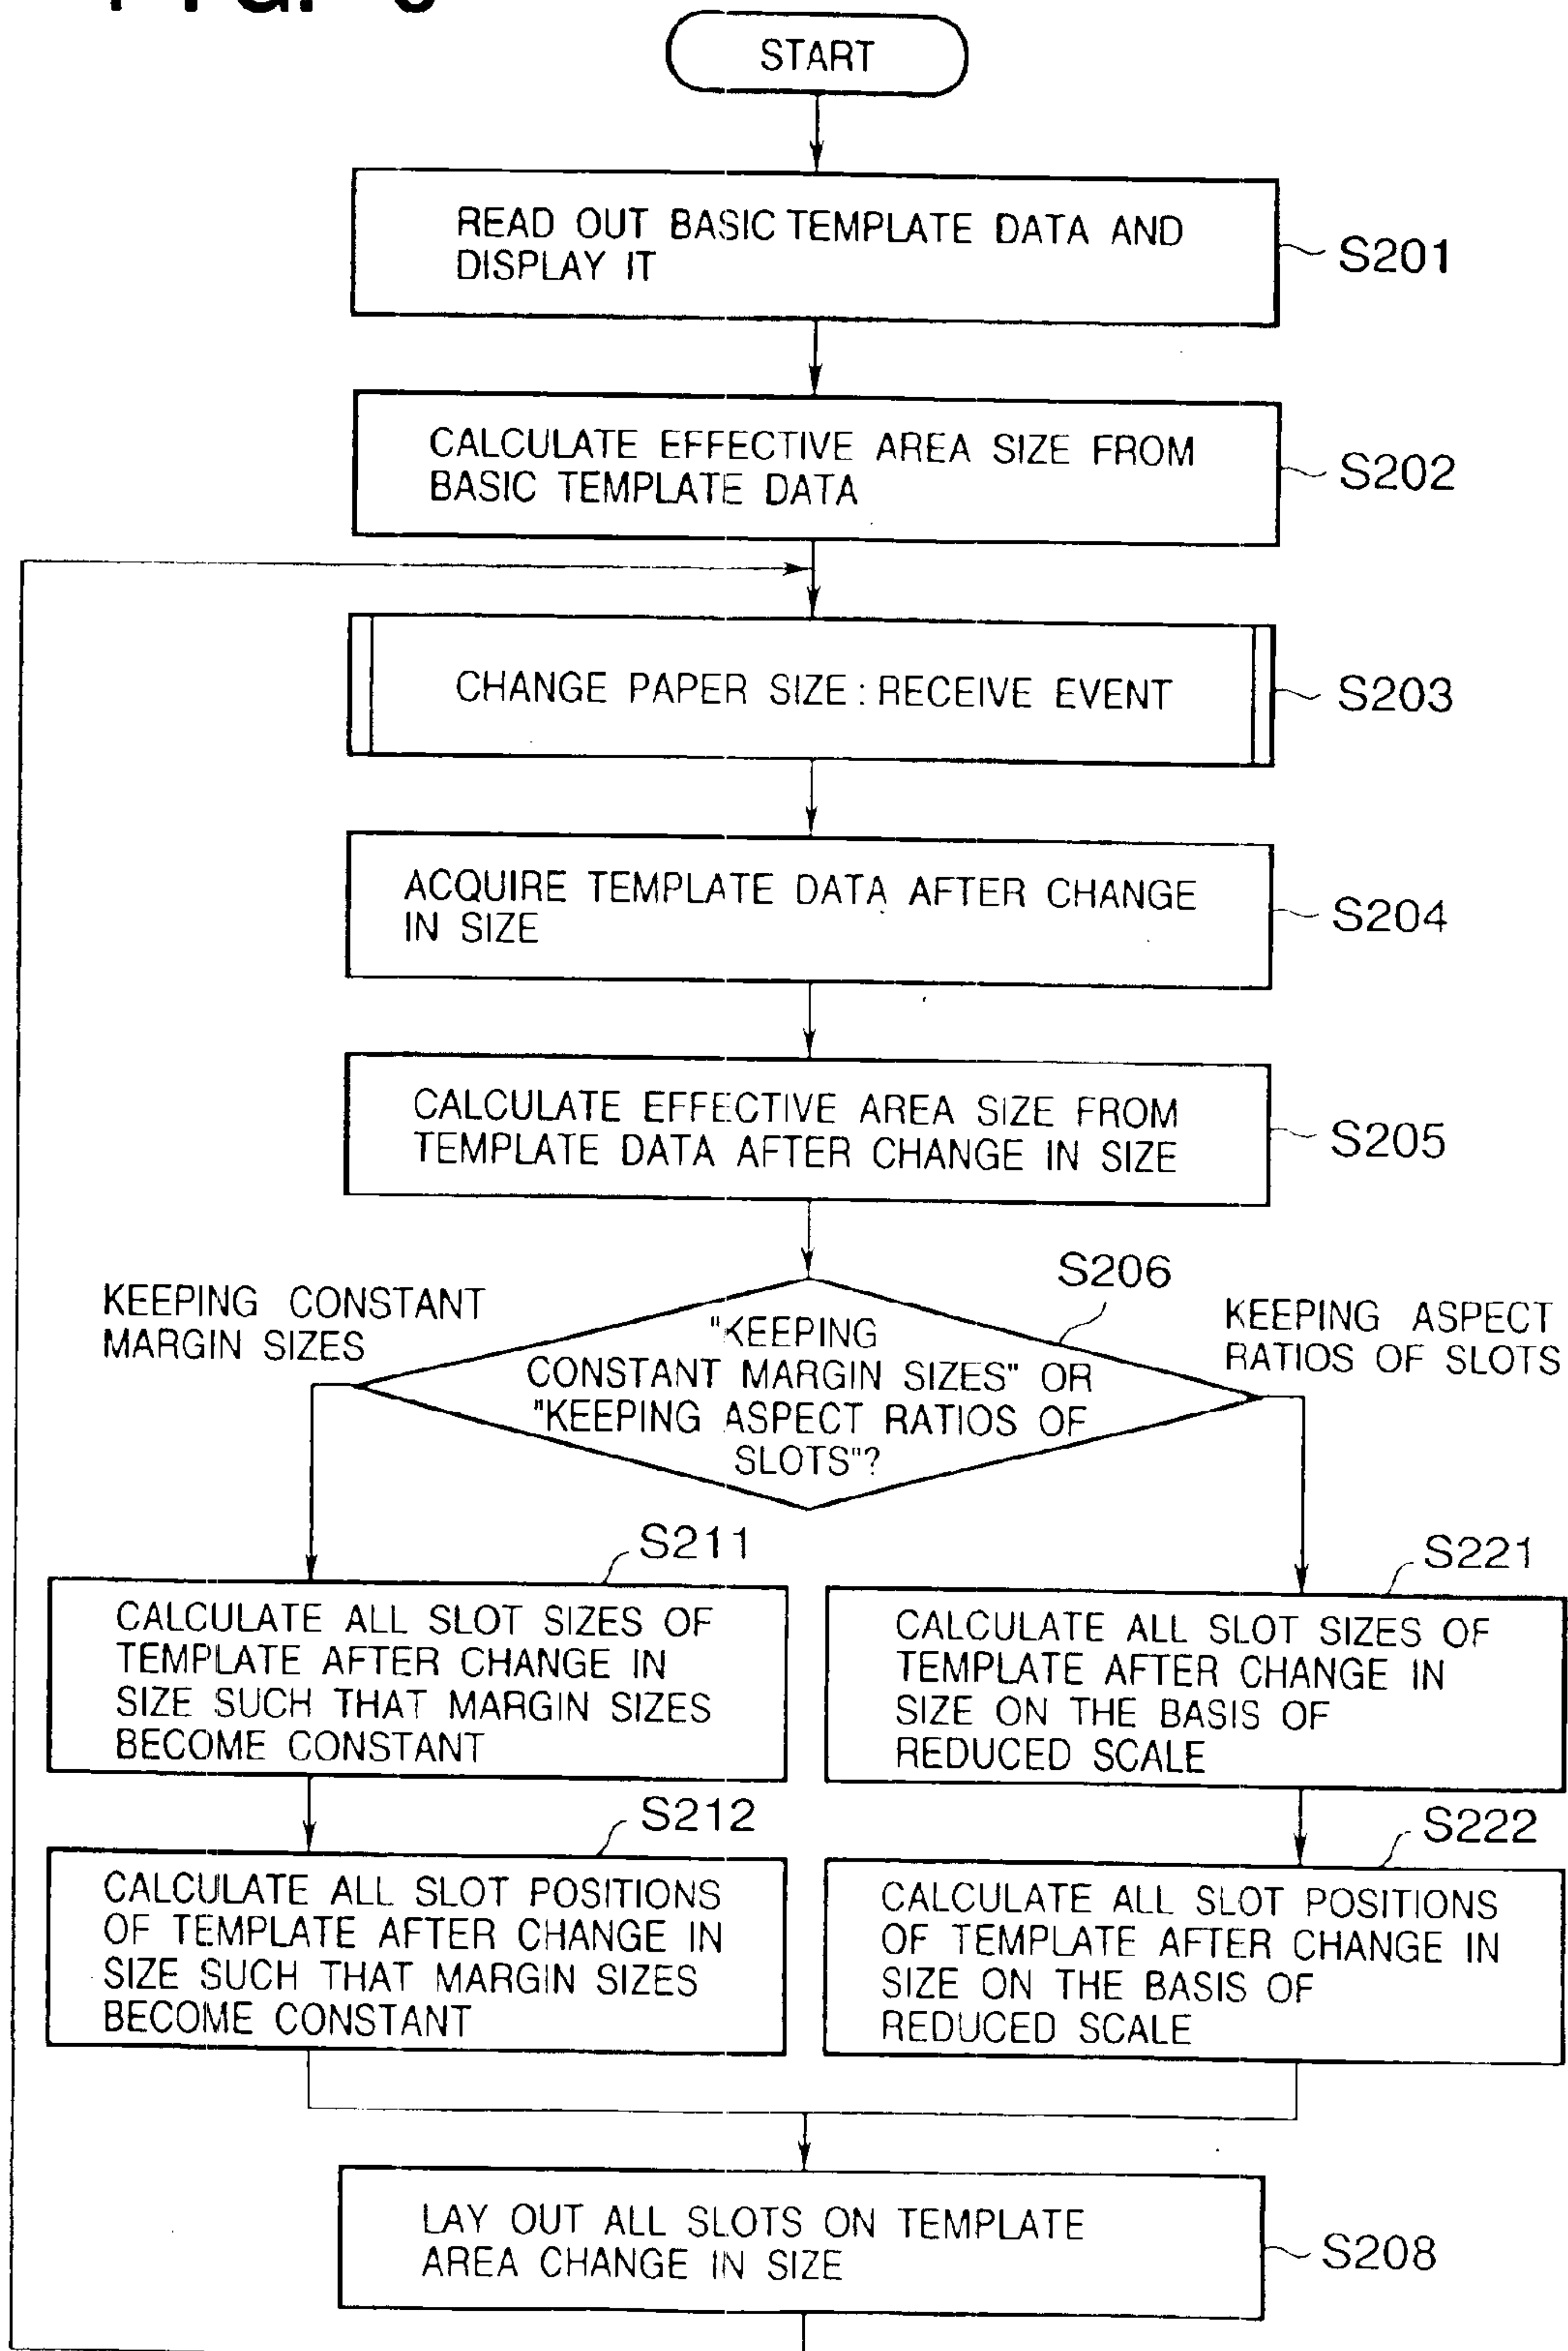 START
READ OUT BASIC TEMPLATE DATA AND
DISPLAY IT
S201
CALCULATE EFFECTIVE AREA SIZE FROM
BASIC TEMPLATE DATA
S202
CHANGE PAPER SIZE : RECEIVE EVENT
S203
ACQUIRE TEMPLATE DATA AFTER CHANGE
IN SIZE
S204
CALCULATE EFFECTIVE AREA SIZE FROM
TEMPLATE DATA AFTER CHANGE IN SIZE
S205
S206
KEEPING CONSTANT
MARGIN SIZES
"KEEPING
CONSTANT MARGIN SIZES" OR
"KEEPING ASPECT RATIOS OF
SLOTS"?
KEEPING ASPECT
RATIOS OF SLOTS
S211
CALCULATE ALL SLOT SIZES OF
TEMPLATE AFTER CHANGE IN
SIZE SUCH THAT MARGIN SIZES
BECOME CONSTANT
S221
CALCULATE ALL SLOT SIZES OF
TEMPLATE AFTER CHANGE IN
SIZE ON THE BASIS OF
REDUCED SCALE
S212
CALCULATE ALL SLOT POSITIONS
OF TEMPLATE AFTER CHANGE IN
SIZE SUCH THAT MARGIN SIZES
BECOME CONSTANT
S222
CALCULATE ALL SLOT POSITIONS
OF TEMPLATE AFTER CHANGE IN
SIZE ON THE BASIS OF
REDUCED SCALE
LAY OUT ALL SLOTS ON TEMPLATE
AREA CHANGE IN SIZE
S208